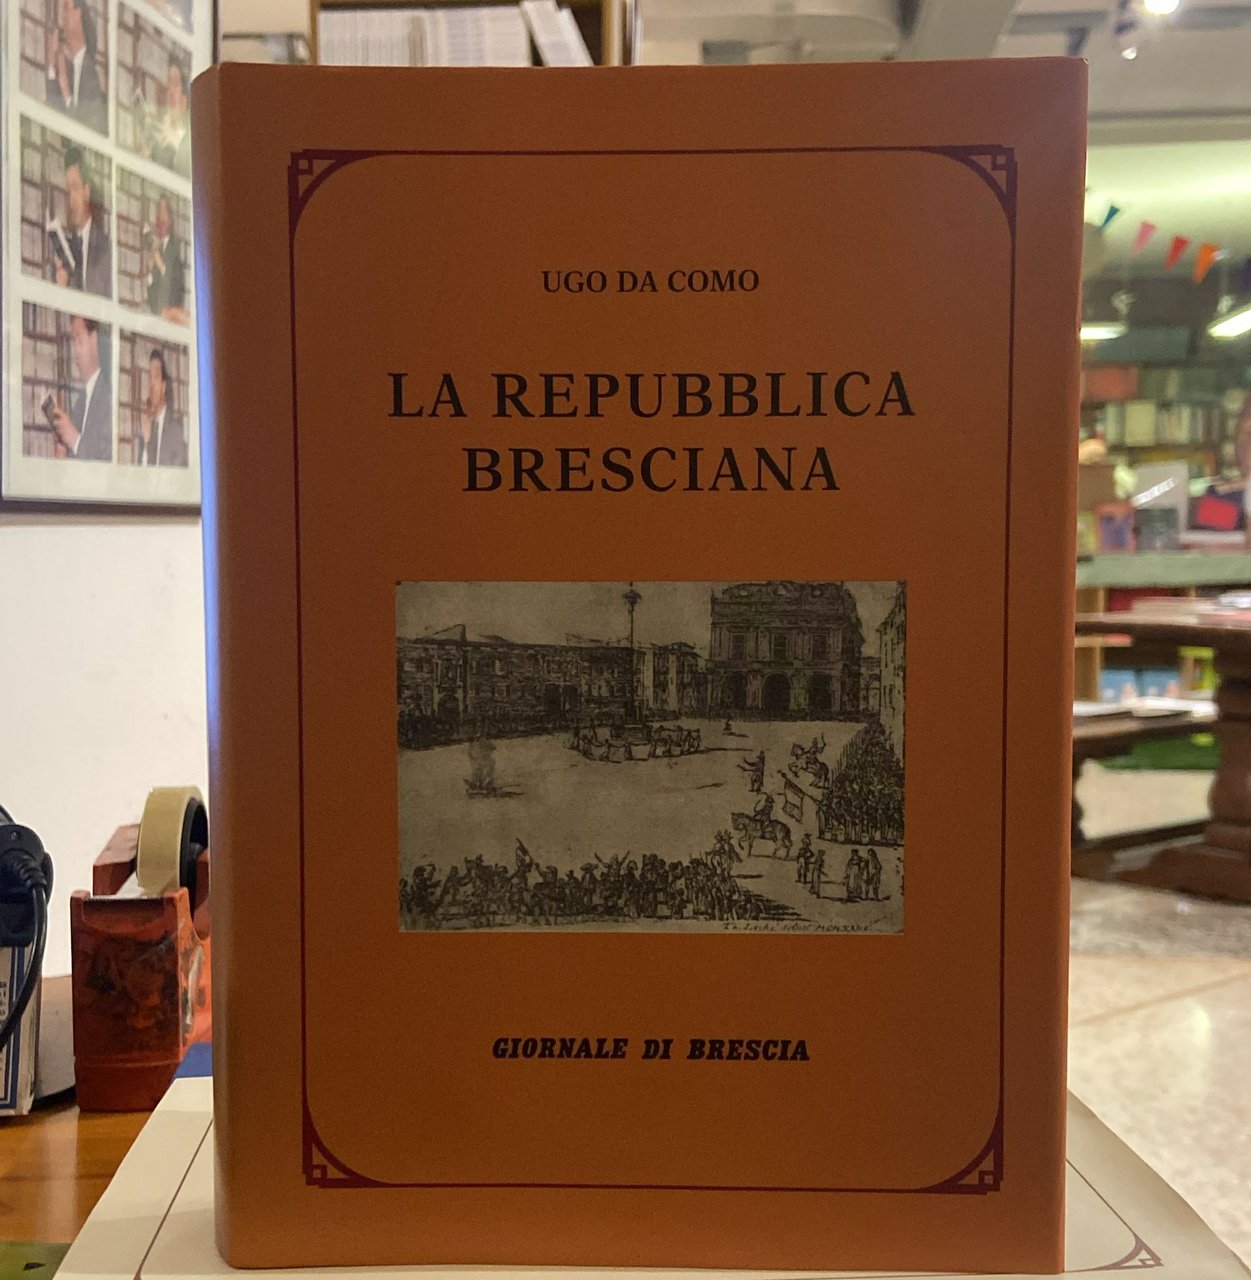 UGO DA COMO
LA REPUBBLICA
BRESCIANA
GIORNALE DI BRESCIA